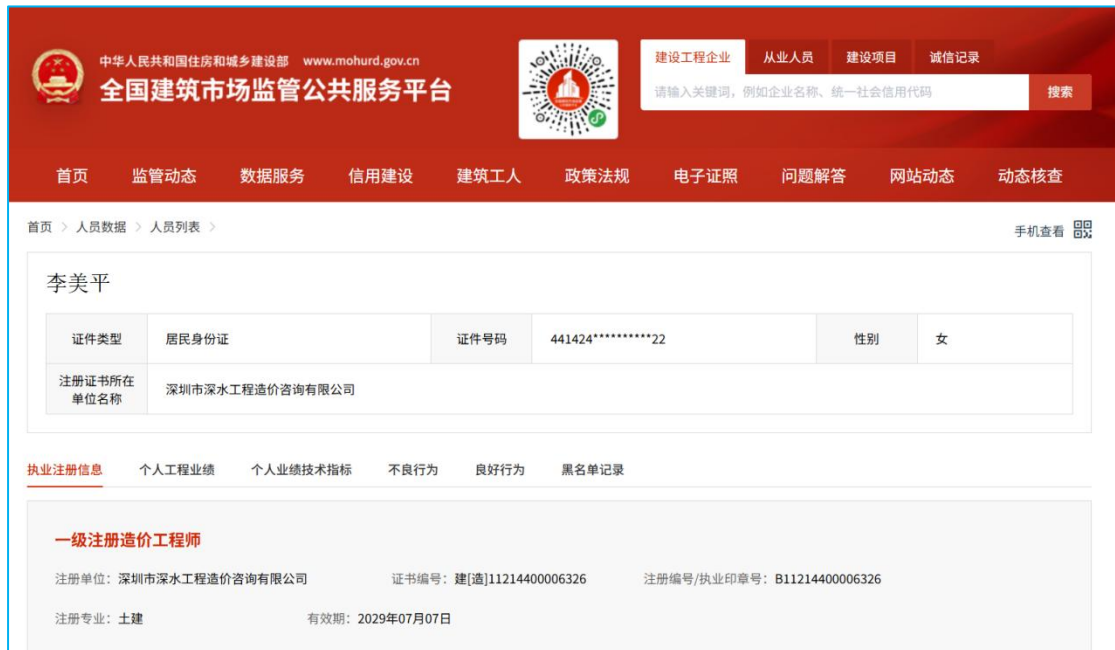 中华人民共和国住房和城乡建设部 www.mohurd.gov.cn
全国建筑市场监管公共服务平台
建设工程企业 从业人员 建设项目 诚信记录
请输入关键词，例如企业名称、统一社会信用代码 搜索
首页 监管动态 数据服务 信用建设 建筑工人 政策法规 电子证照 问题解答 网站动态 动态核查
首页 > 人员数据 > 人员列表 >
手机查看
李美平
证件类型 居民身份证 证件号码 441424**********22 性别 女
注册证书所在
单位名称
深圳市深水工程造价咨询有限公司
执业注册信息 个人工程业绩 个人业绩技术指标 不良行为 良好行为 黑名单记录
一级注册造价工程师
注册单位：深圳市深水工程造价咨询有限公司 证书编号：建[造]11214400006326 注册编号/执业印章号：B11214400006326
注册专业：土建 有效期：2029年07月07日